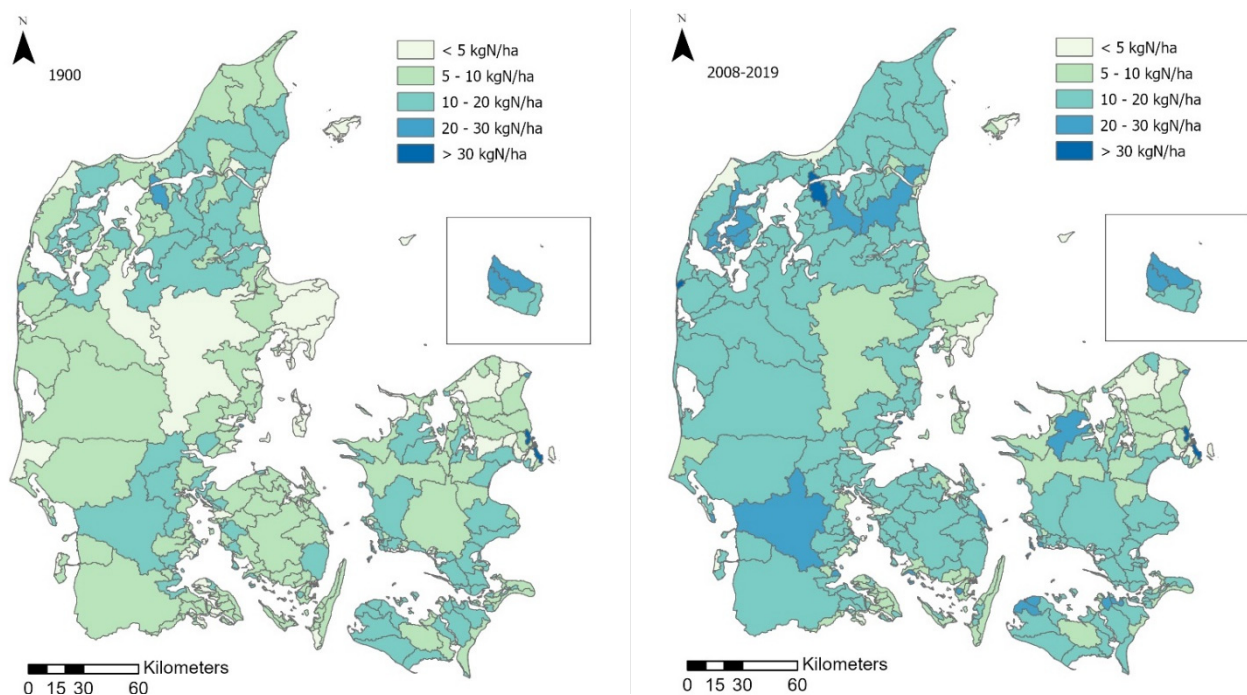 N
1900
< 5 kgN/ha
5 - 10 kgN/ha
10 - 20 kgN/ha
20 - 30 kgN/ha
> 30 kgN/ha
Kilometers
0 15 30 60
N
2008-2019
< 5 kgN/ha
5 - 10 kgN/ha
10 - 20 kgN/ha
20 - 30 kgN/ha
> 30 kgN/ha
Kilometers
0 15 30 60